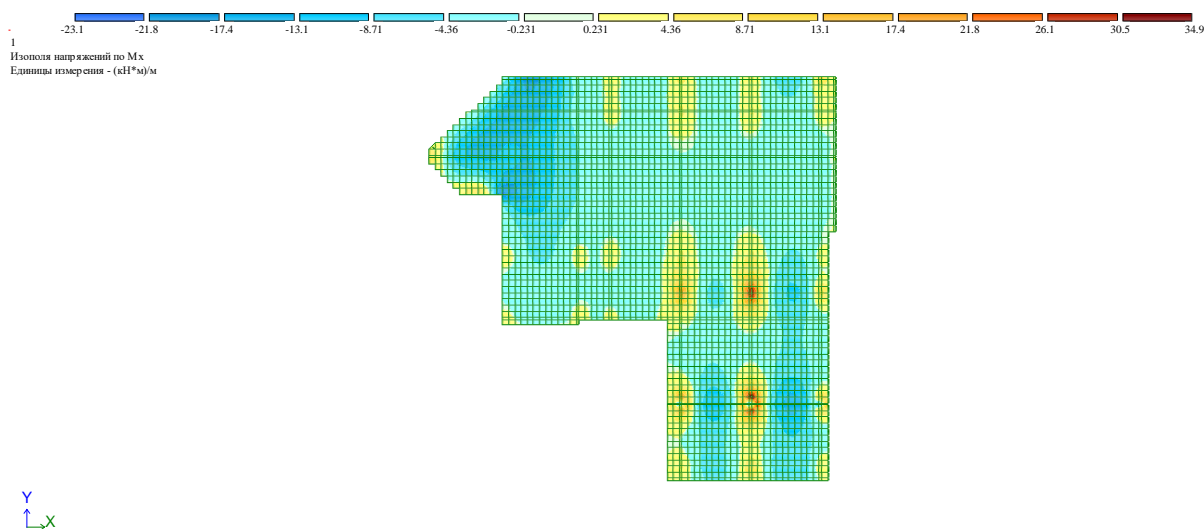 -23.1 -21.8 -17.4 -13.1 -8.71 -4.36 -0.231 0.231 4.36 8.71 13.1 17.4 21.8 26.1 30.5 34.9
1
Изополя напряжений по Mx
Единицы измерения - (кН*м)/м
Y
X